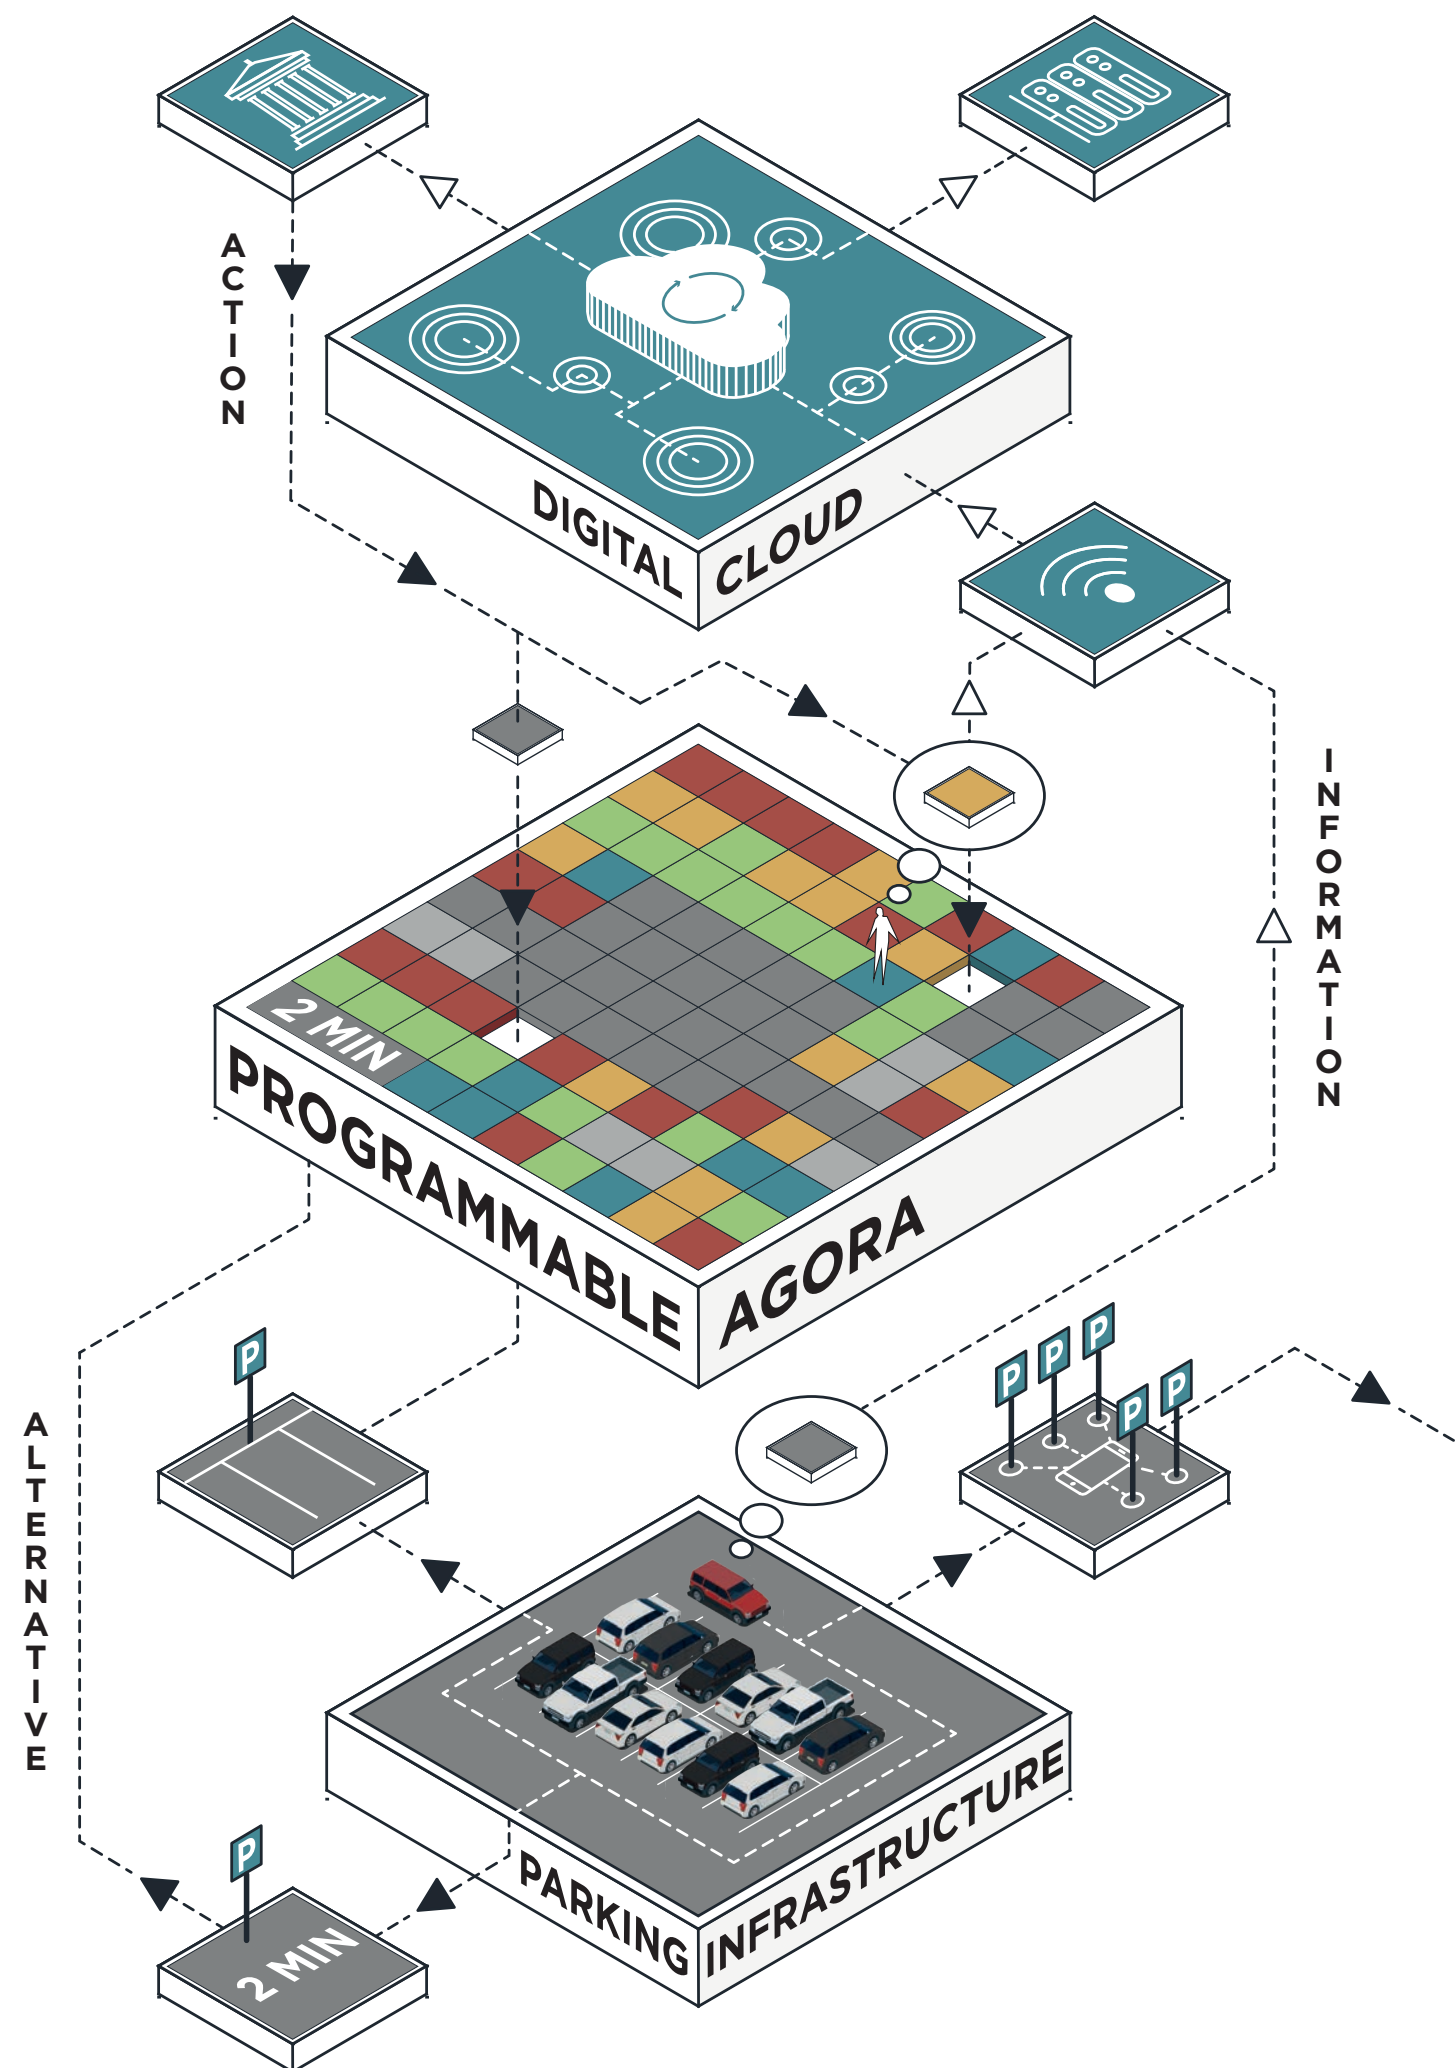 ACTION
DIGITAL CLOUD
INFORMATION
2 MIN
PROGRAMMABLE AGORA
P
P
P
P
P
P
ALTERNATIVE
PARKING INFRASTRUCTURE
P
2 MIN